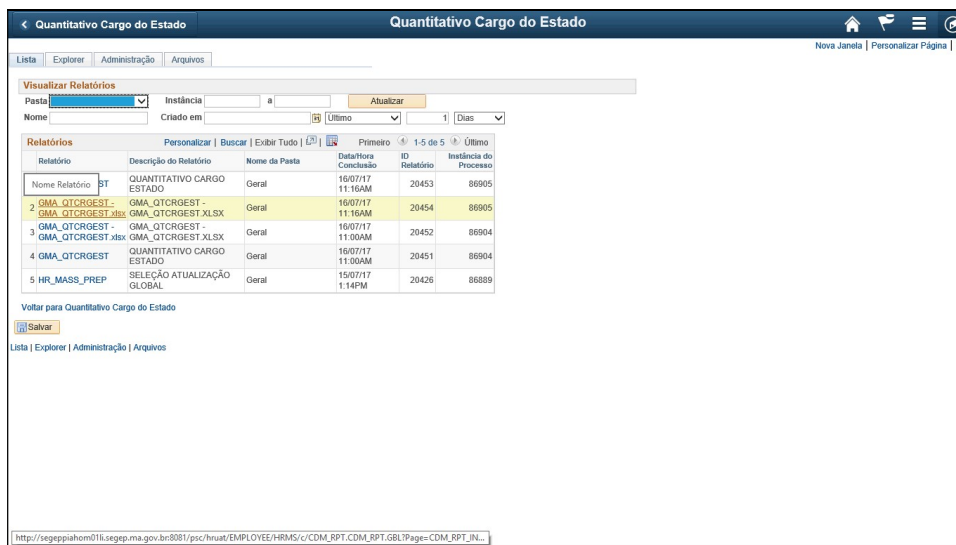 Quantitativo Cargo do Estado
Quantitativo Cargo do Estado
Nova Janela | Personalizar Página |
Lista Explorer Administração Arquivos
Visualizar Relatórios
Pasta Instância a Atualizar
Nome Criado em Último 1 Dias
Relatórios Personalizar | Buscar | Exibir Tudo | | Primeiro 1-5 de 5 Último
Relatório Descrição do Relatório Nome da Pasta Data/Hora Conclusão ID Relatório Instância do Processo
Nome Relatório ST QUANTITATIVO CARGO ESTADO Geral 16/07/17 11:16AM 20453 86905
2 GMA_QTCRGEST - GMA_QTCRGEST.xlsx GMA_QTCRGEST - GMA_QTCRGEST.XLSX Geral 16/07/17 11:16AM 20454 86905
3 GMA_QTCRGEST - GMA_QTCRGEST.xlsx GMA_QTCRGEST - GMA_QTCRGEST.XLSX Geral 16/07/17 11:00AM 20452 86904
4 GMA_QTCRGEST QUANTITATIVO CARGO ESTADO Geral 16/07/17 11:00AM 20451 86904
5 HR_MASS_PREP SELEÇÃO ATUALIZAÇÃO GLOBAL Geral 15/07/17 1:14PM 20426 86889
Voltar para Quantitativo Cargo do Estado
Salvar
Lista | Explorer | Administração | Arquivos
http://segeppiahom01li.segep.ma.gov.br:8081/psc/hruat/EMPLOYEE/HRMS/c/CDM_RPT.CDM_RPT.GBL?Page=CDM_RPT_IN...